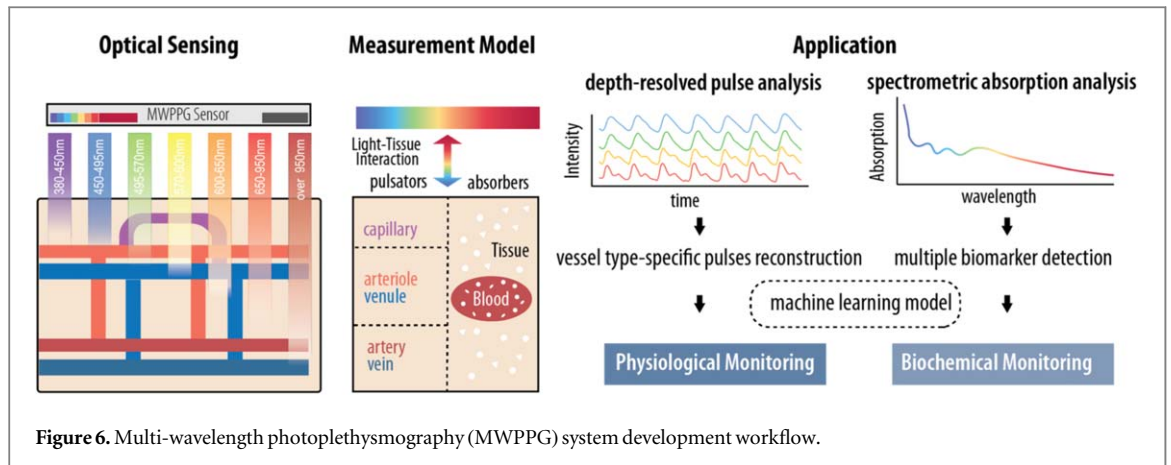 Optical Sensing
MWPPG Sensor
380-450nm
450-495nm
495-570nm
570-600nm
600-650nm
650-950nm
over 950nm
Measurement Model
Light-Tissue
Interaction
pulsators
absorbers
capillary
arteriole
venule
artery
vein
Tissue
Blood
Application
depth-resolved pulse analysis
Intensity
time
vessel type-specific pulses reconstruction
spectrometric absorption analysis
Absorption
wavelength
multiple biomarker detection
machine learning model
Physiological Monitoring
Biochemical Monitoring
Figure 6. Multi-wavelength photoplethysmography (MWPPG) system development workflow.